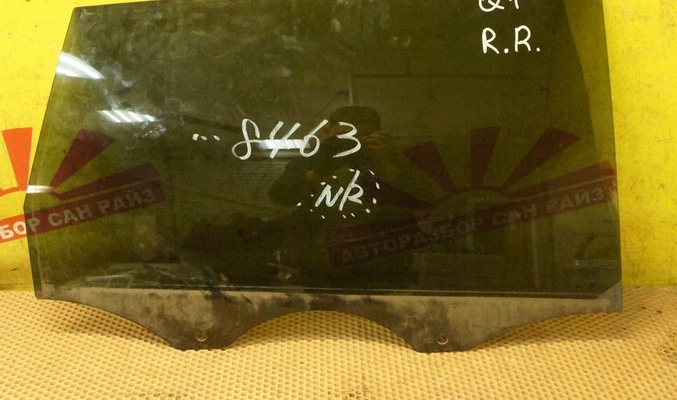 R.R.
... 8463
NR
БОР САН РАЙЗ
АВТОРАЗБОР САН РАЙЗ